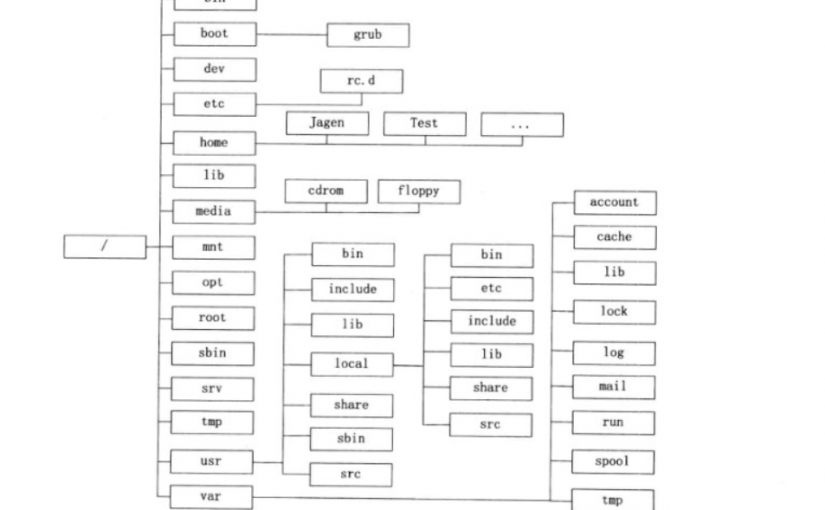 bin
boot
grub
dev
rc.d
etc
Jagen
Test
...
home
lib
cdrom
floppy
media
/
mnt
opt
root
sbin
srv
tmp
usr
var
bin
include
lib
local
share
sbin
src
bin
etc
include
lib
share
src
account
cache
lib
lock
log
mail
run
spool
tmp